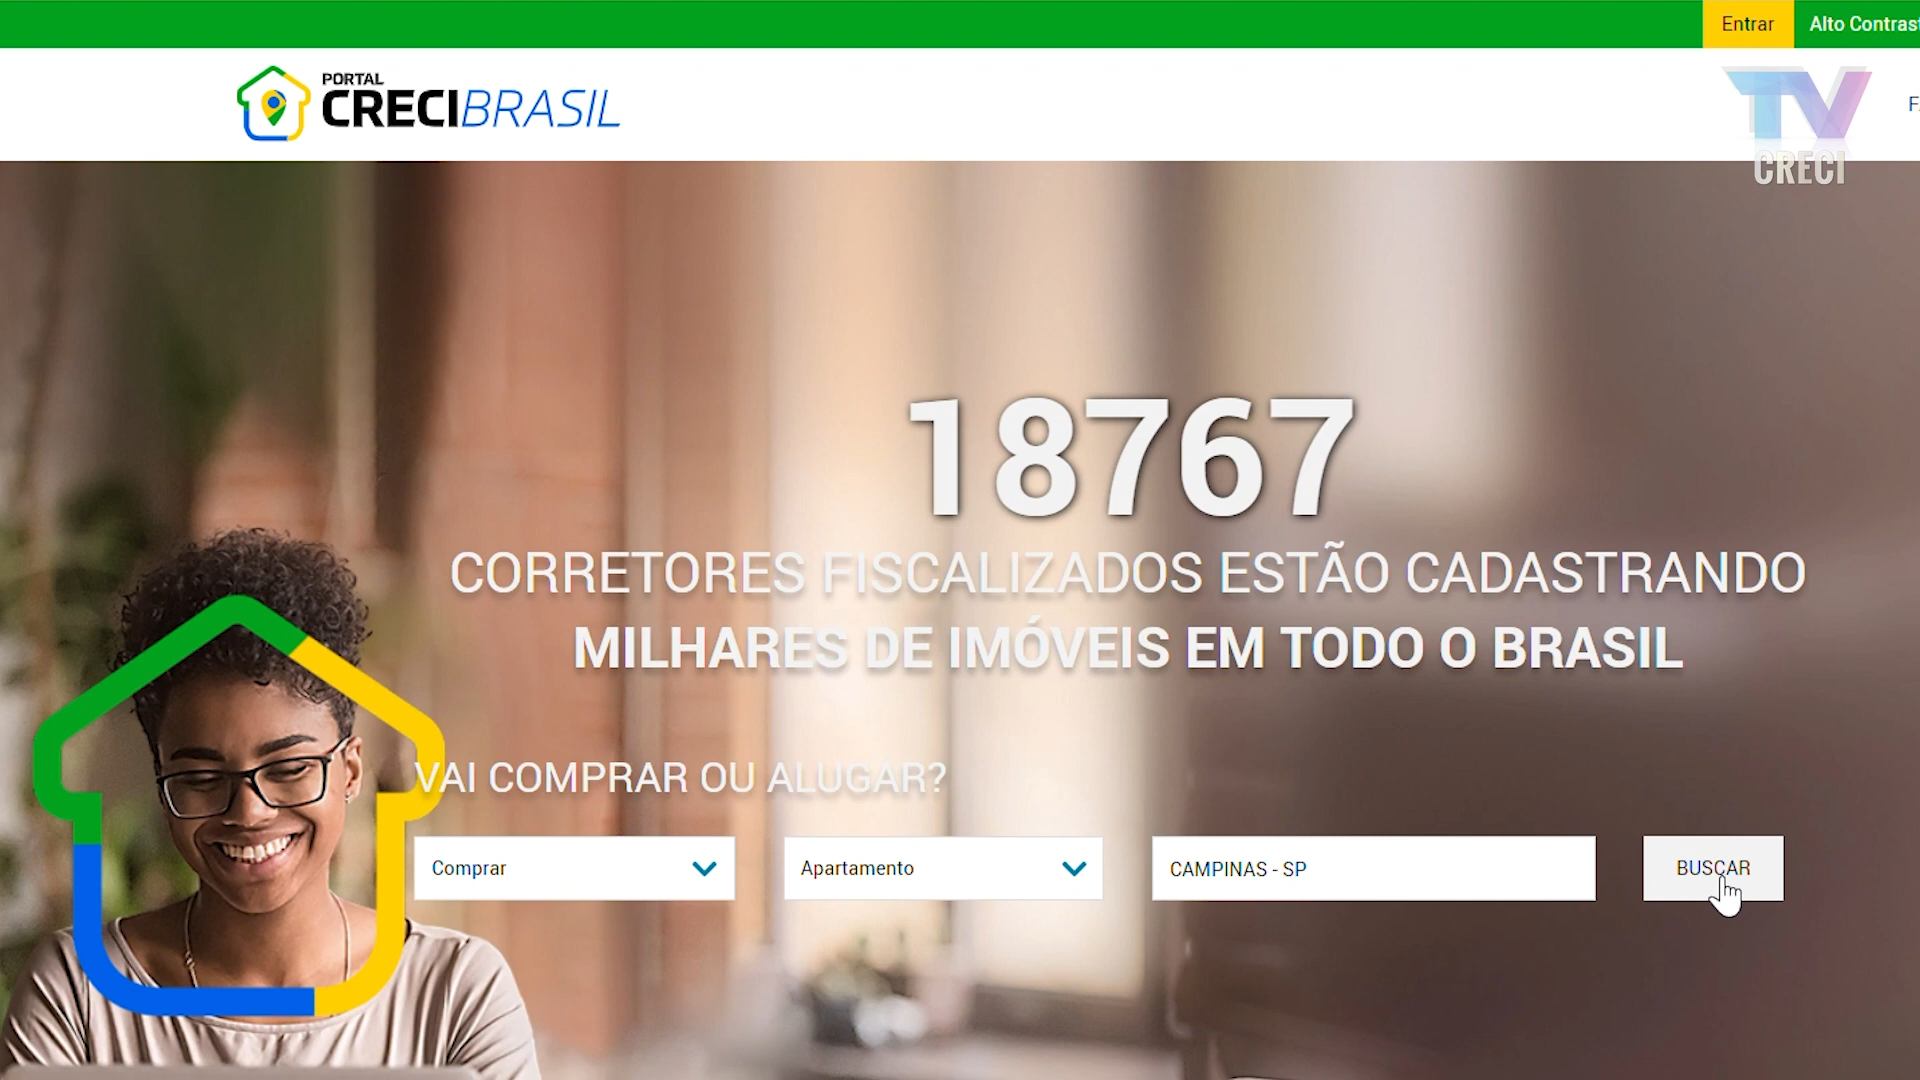 Entrar
Alto Contrast
PORTAL
CRECIBRASIL
TV
CRECI
18767
CORRETORES FISCALIZADOS ESTÃO CADASTRANDO
MILHARES DE IMÓVEIS EM TODO O BRASIL
VAI COMPRAR OU ALUGAR?
Comprar
Apartamento
CAMPINAS - SP
BUSCAR